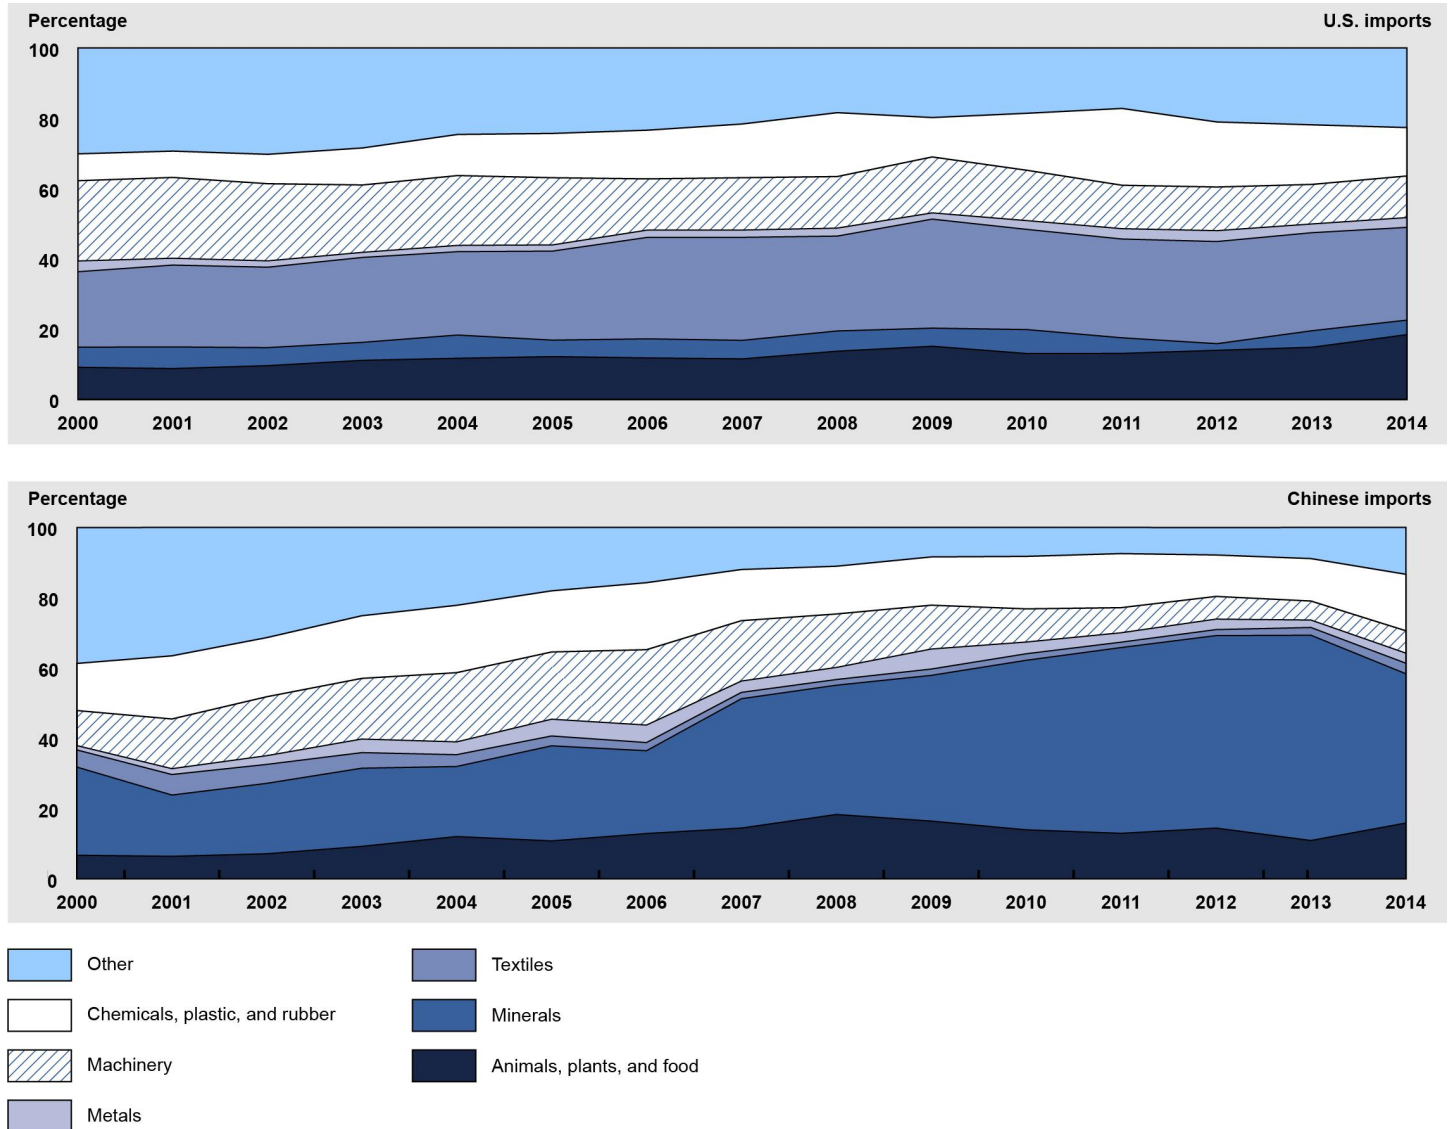 Percentage U.S. imports
100
80
60
40
20
0
2000 2001 2002 2003 2004 2005 2006 2007 2008 2009 2010 2011 2012 2013 2014
Percentage Chinese imports
100
80
60
40
20
0
2000 2001 2002 2003 2004 2005 2006 2007 2008 2009 2010 2011 2012 2013 2014
Other
Chemicals, plastic, and rubber
Machinery
Metals
Textiles
Minerals
Animals, plants, and food